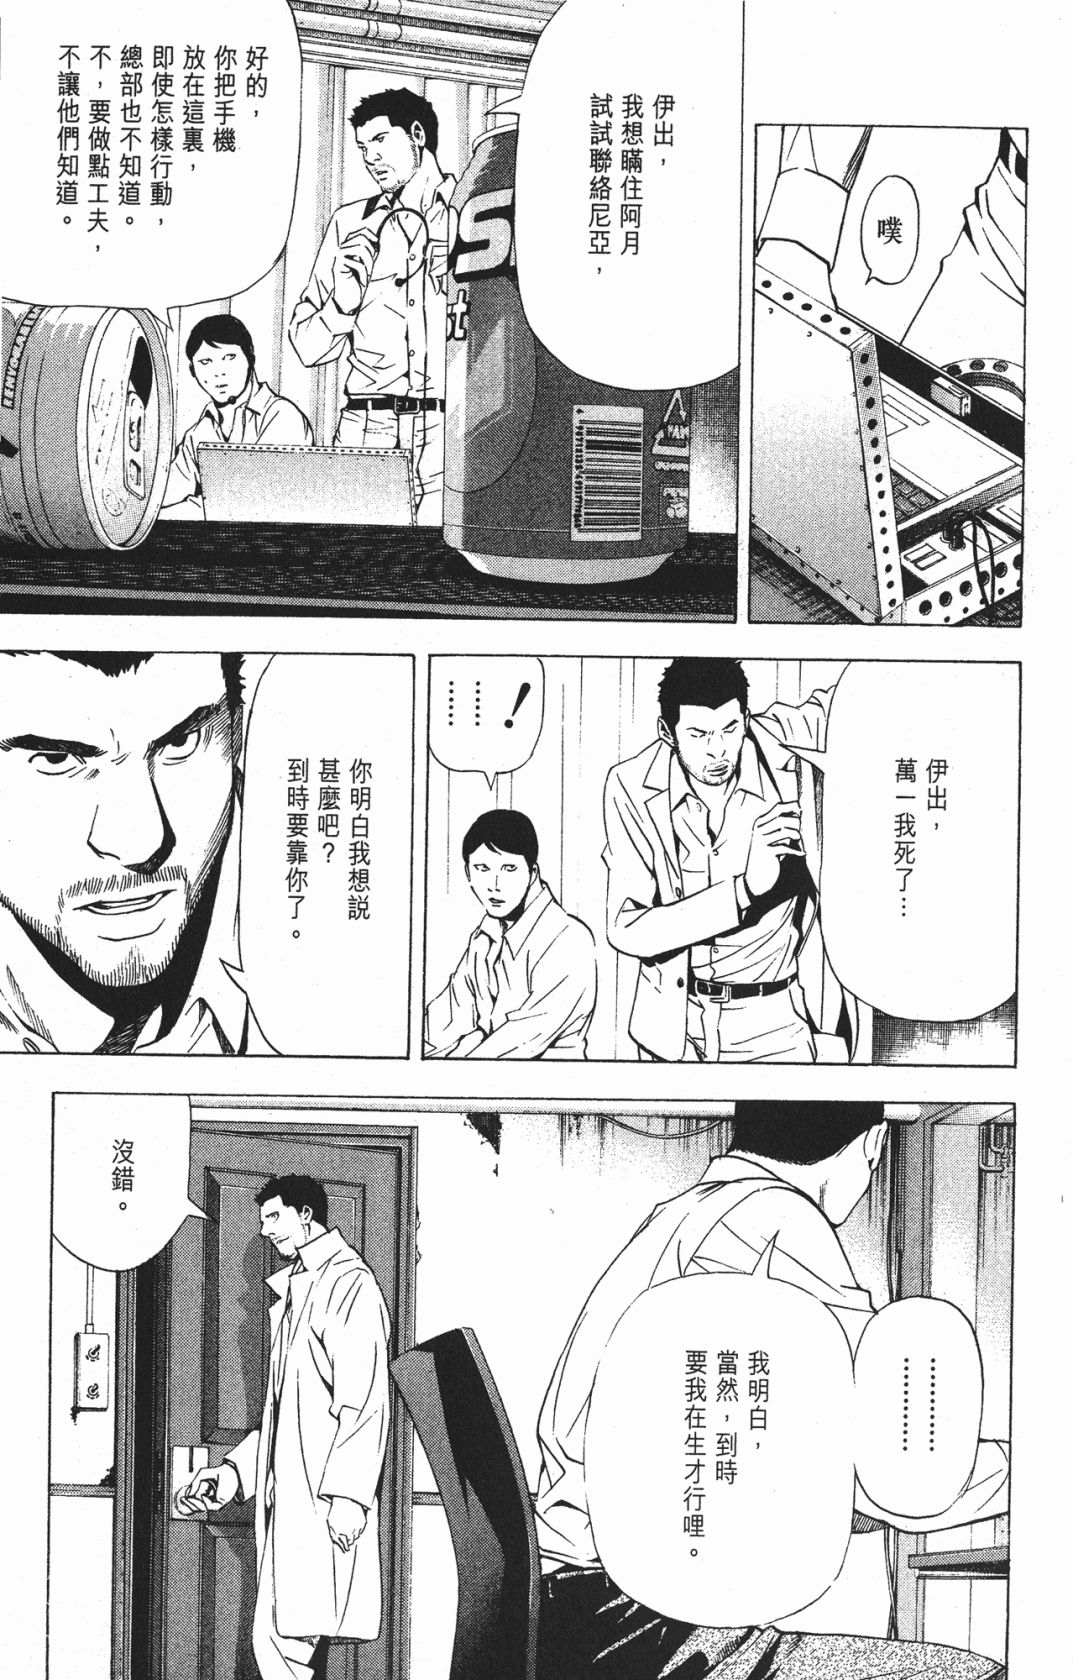 噗
伊出，
我想瞞住阿月
試試聯絡尼亞，
好的，
你把手機
放在這裏，
即使怎樣行動，
總部也不知道。
不，要做點工夫，
不讓他們知道。
伊出，
萬一我死了…
！
……
你明白我想說
甚麼吧？
到時要靠你了。
………
我明白，
當然，到時
要我在生才行哩。
沒錯。